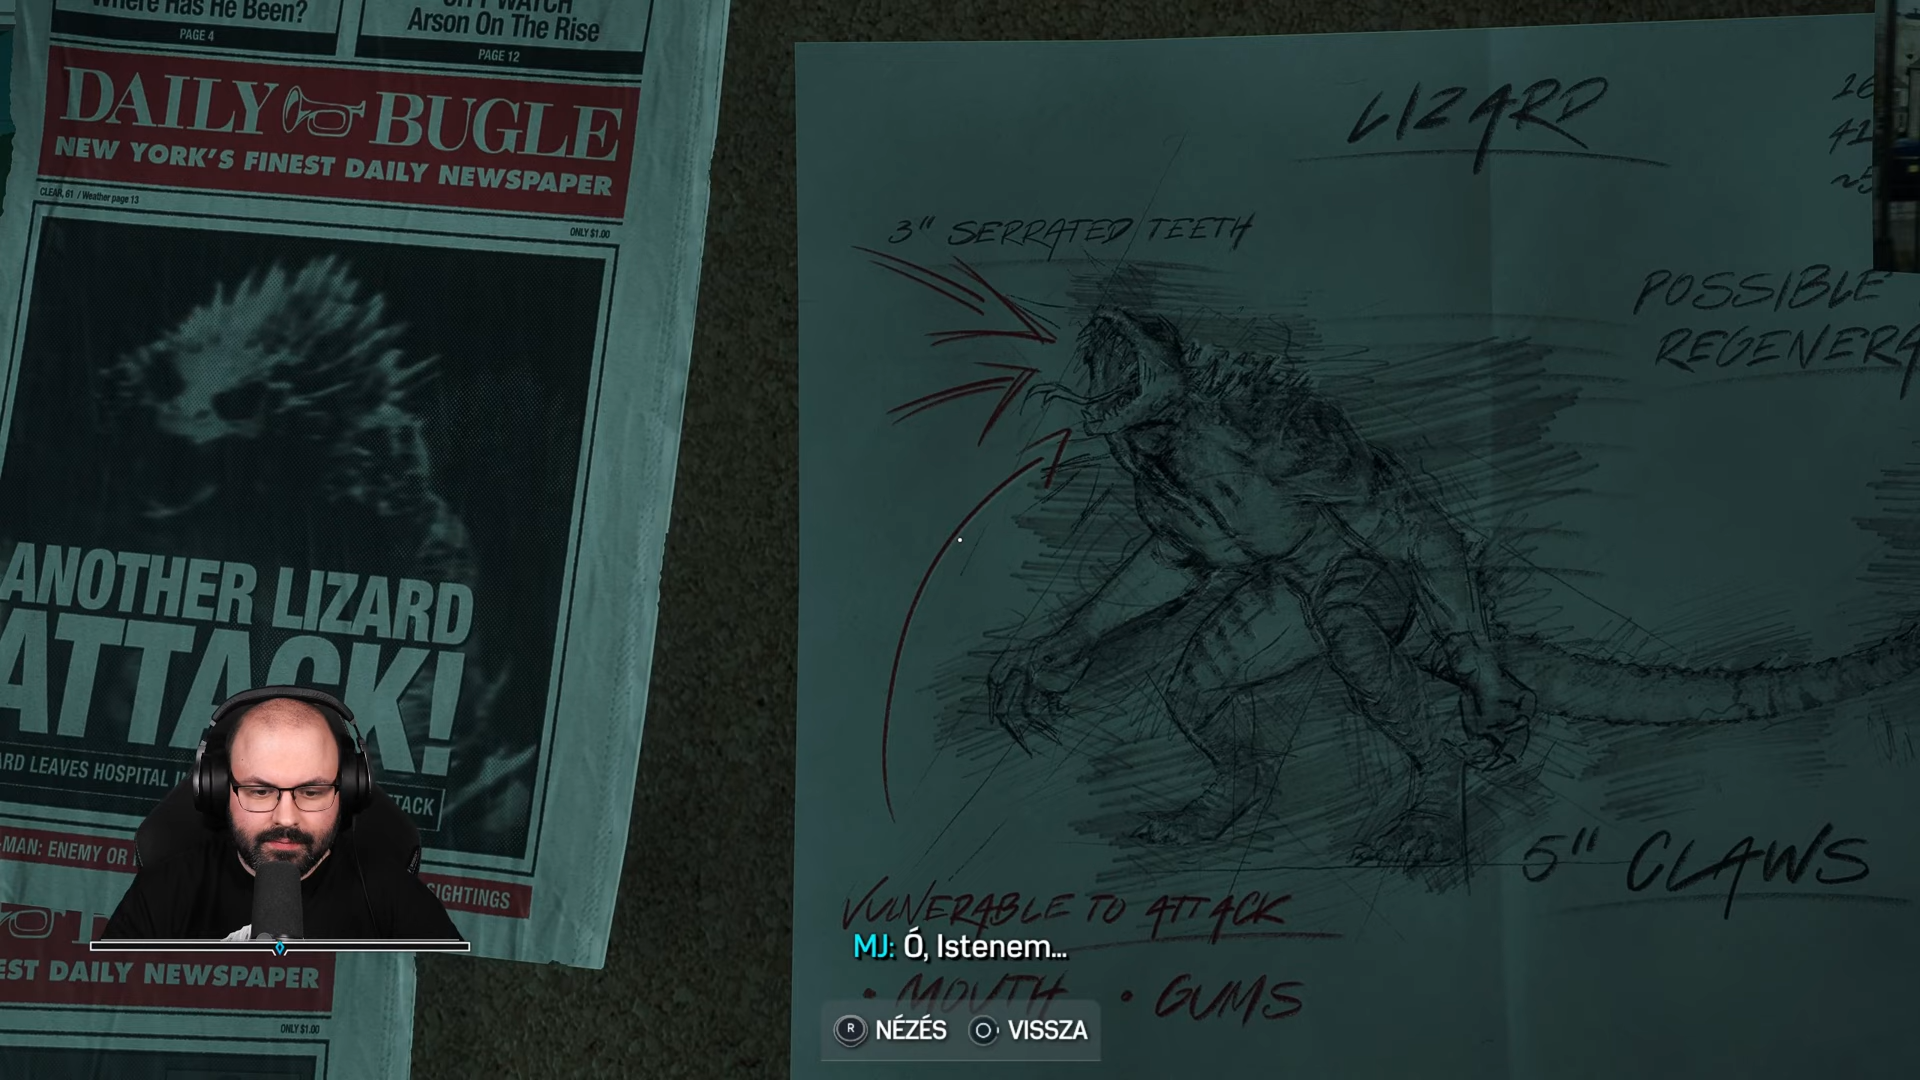 Where Has He Been?
PAGE 4
CITY WATCH
Arson On The Rise
PAGE 12
DAILY BUGLE
NEW YORK'S FINEST DAILY NEWSPAPER
CLEAR, 61 / Weather page 13
ONLY $1.00
ANOTHER LIZARD
ATTACK!
ARD LEAVES HOSPITAL
TACK
-MAN: ENEMY OR
SIGHTINGS
EST DAILY NEWSPAPER
ONLY $1.00
LIZARD
3" SERRATED TEETH
POSSIBLE
REGENERA
5" CLAWS
VULNERABLE TO ATTACK
MJ: Ó, Istenem...
• MOUTH • GUMS
R NÉZÉS VISSZA